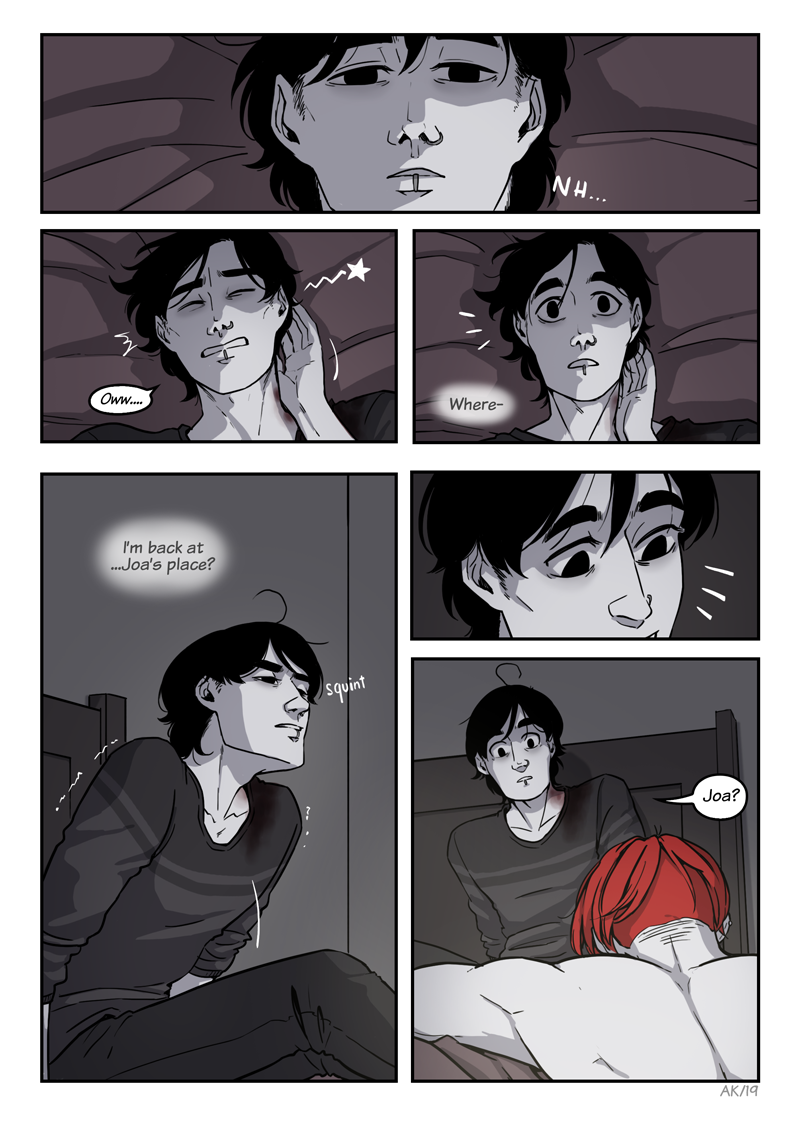 NH...
Oww....
Where-
I'm back at
...Joa's place?
squint
?
Joa?
AK/19